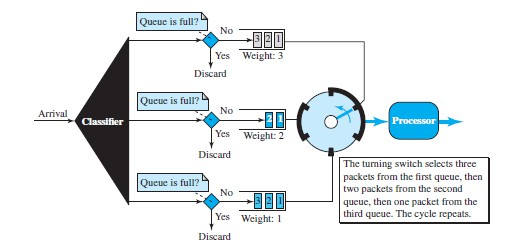 Queue is full?
No
3 2 1
Yes
Weight: 3
Discard
Queue is full?
Arrival
Classifier
No
2 1
Yes
Weight: 2
Processor
Discard
The turning switch selects three
packets from the first queue, then
two packets from the second
queue, then one packet from the
third queue. The cycle repeats.
Queue is full?
No
3 2 1
Yes
Weight: 1
Discard